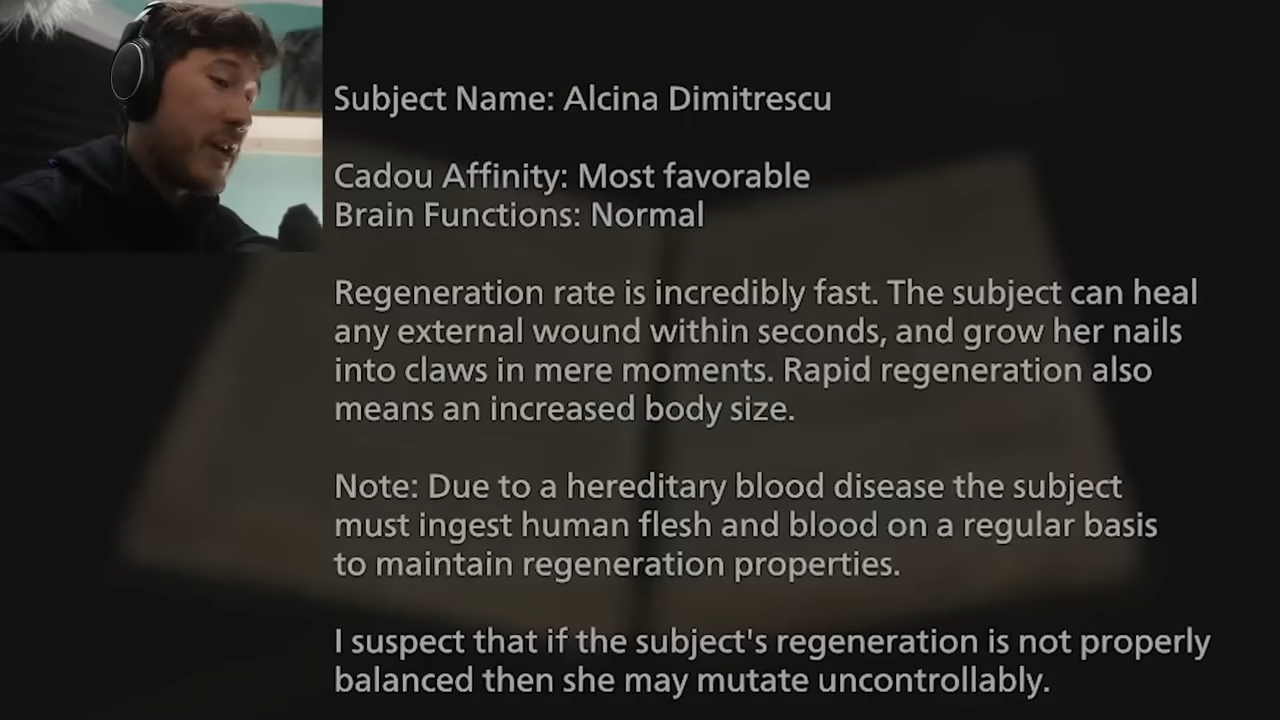 Subject Name: Alcina Dimitrescu
Cadou Affinity: Most favorable
Brain Functions: Normal
Regeneration rate is incredibly fast. The subject can heal
any external wound within seconds, and grow her nails
into claws in mere moments. Rapid regeneration also
means an increased body size.
Note: Due to a hereditary blood disease the subject
must ingest human flesh and blood on a regular basis
to maintain regeneration properties.
I suspect that if the subject's regeneration is not properly
balanced then she may mutate uncontrollably.